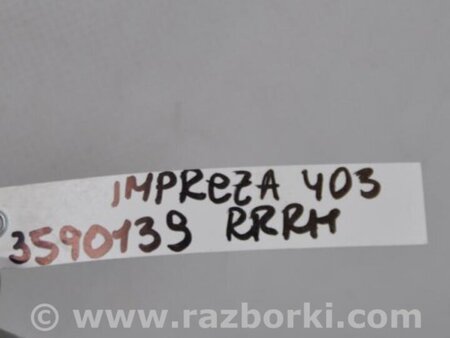 IMPREZA 403
3590139 RRRH
www.razborki.com